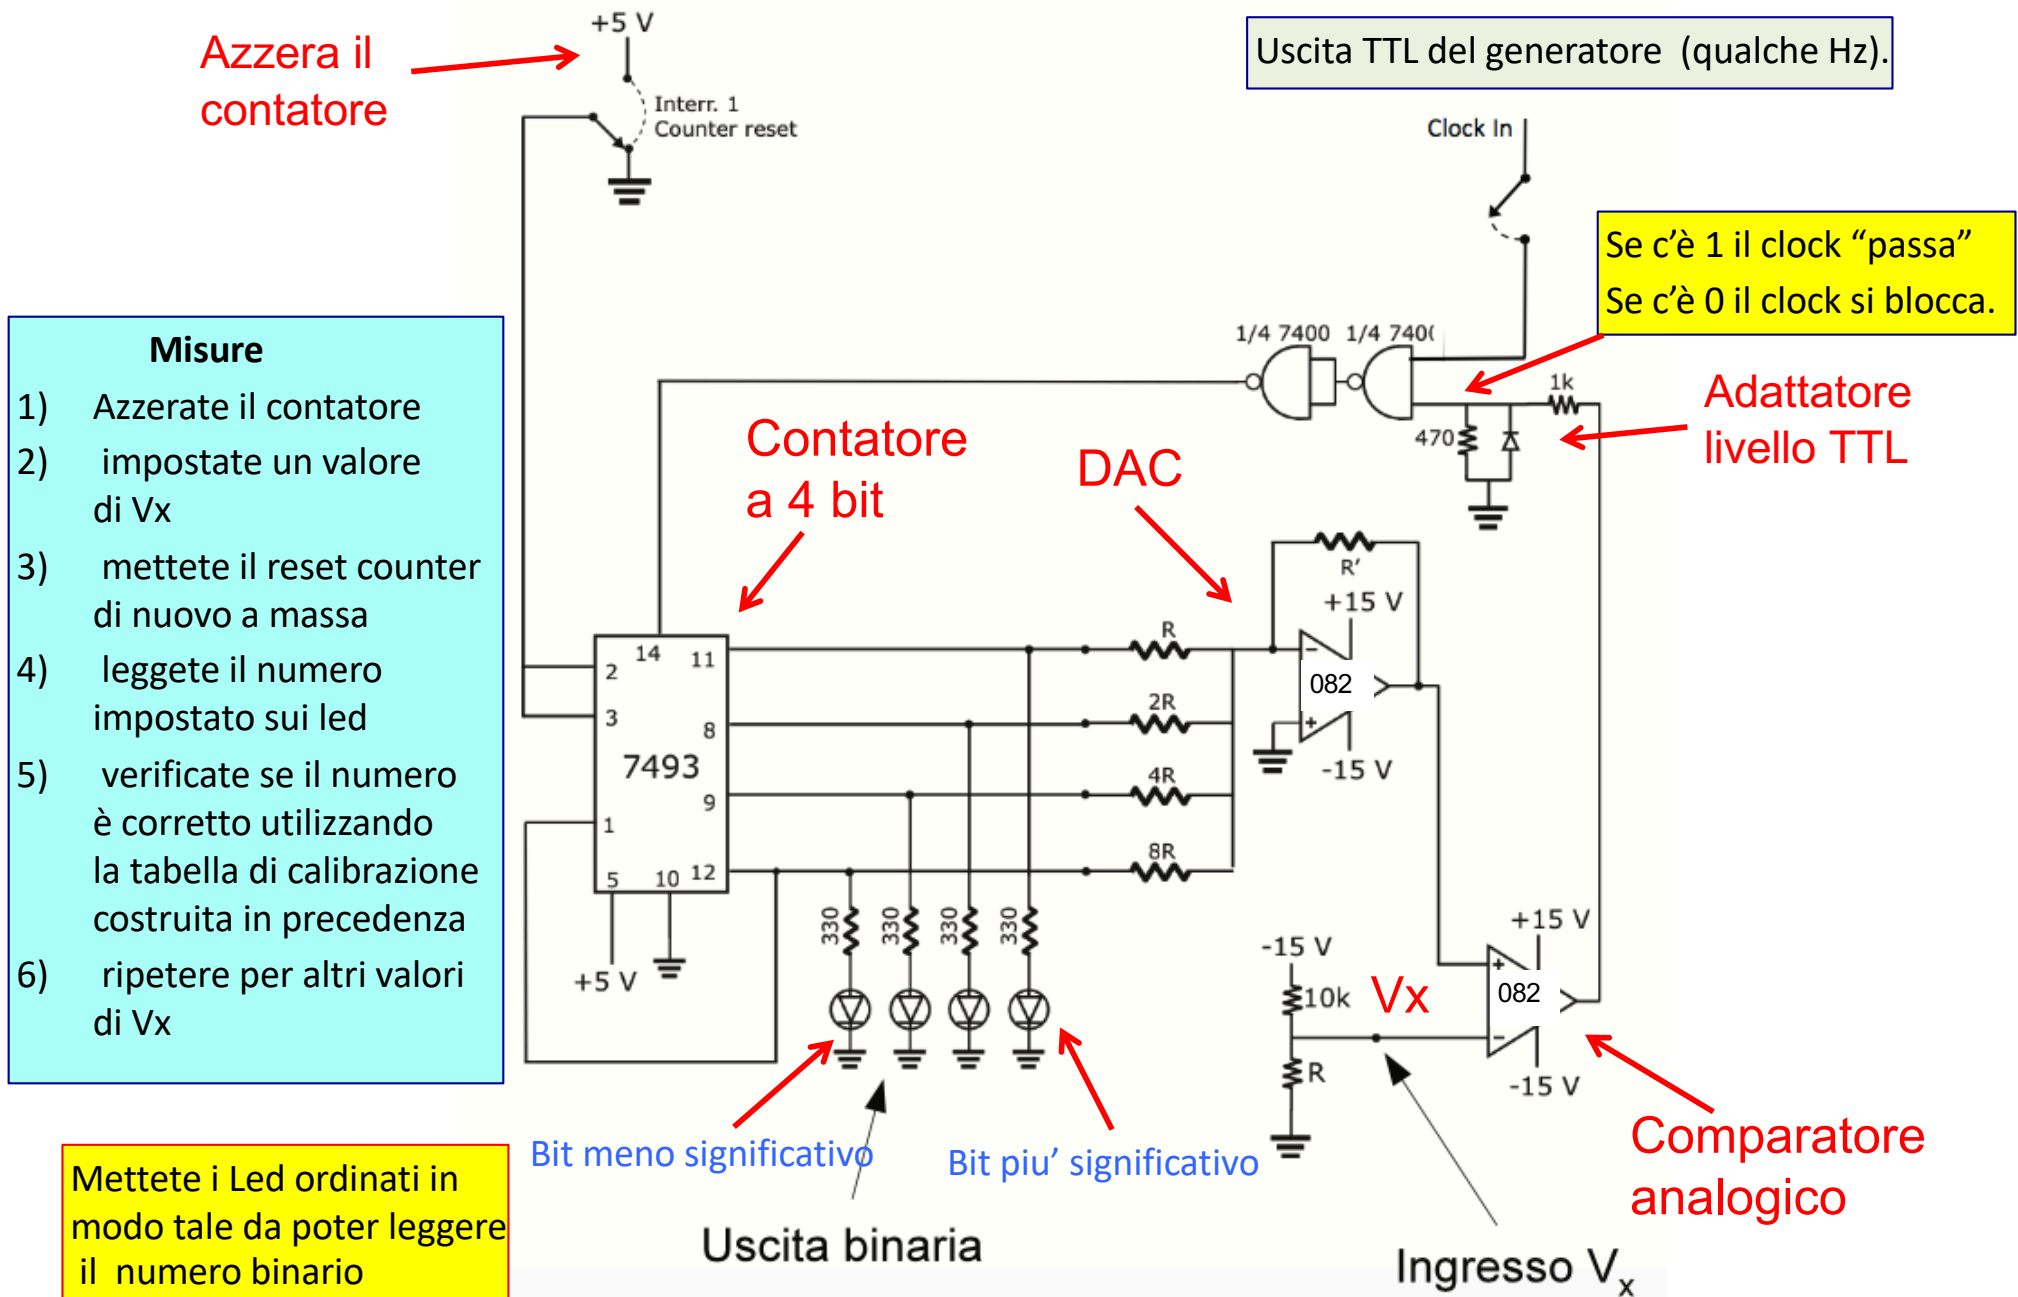 +5 V
Azzera il
contatore
Interr. 1
Counter reset
Uscita TTL del generatore  (qualche Hz).
Clock In
Se c'è 1 il clock “passa”
Se c'è 0 il clock si blocca.
1/4 7400
1/4 740
1k
470
Adattatore
livello TTL
Misure
1) Azzerate il contatore
2) impostate un valore
di Vx
3) mettete il reset counter
di nuovo a massa
4) leggete il numero
impostato sui led
5) verificate se il numero
è corretto utilizzando
la tabella di calibrazione
costruita in precedenza
6) ripetere per altri valori
di Vx
Contatore
a 4 bit
DAC
R'
+15 V
-
082
+
-15 V
R
2R
4R
8R
14
11
2
3
8
7493
9
1
12
5
10
+5 V
330
330
330
330
-15 V
10k
Vx
R
+15 V
+
082
-
-15 V
Comparatore
analogico
Bit meno significativo
Bit piu' significativo
Uscita binaria
Ingresso Vx
Mettete i Led ordinati in
modo tale da poter leggere
il  numero binario